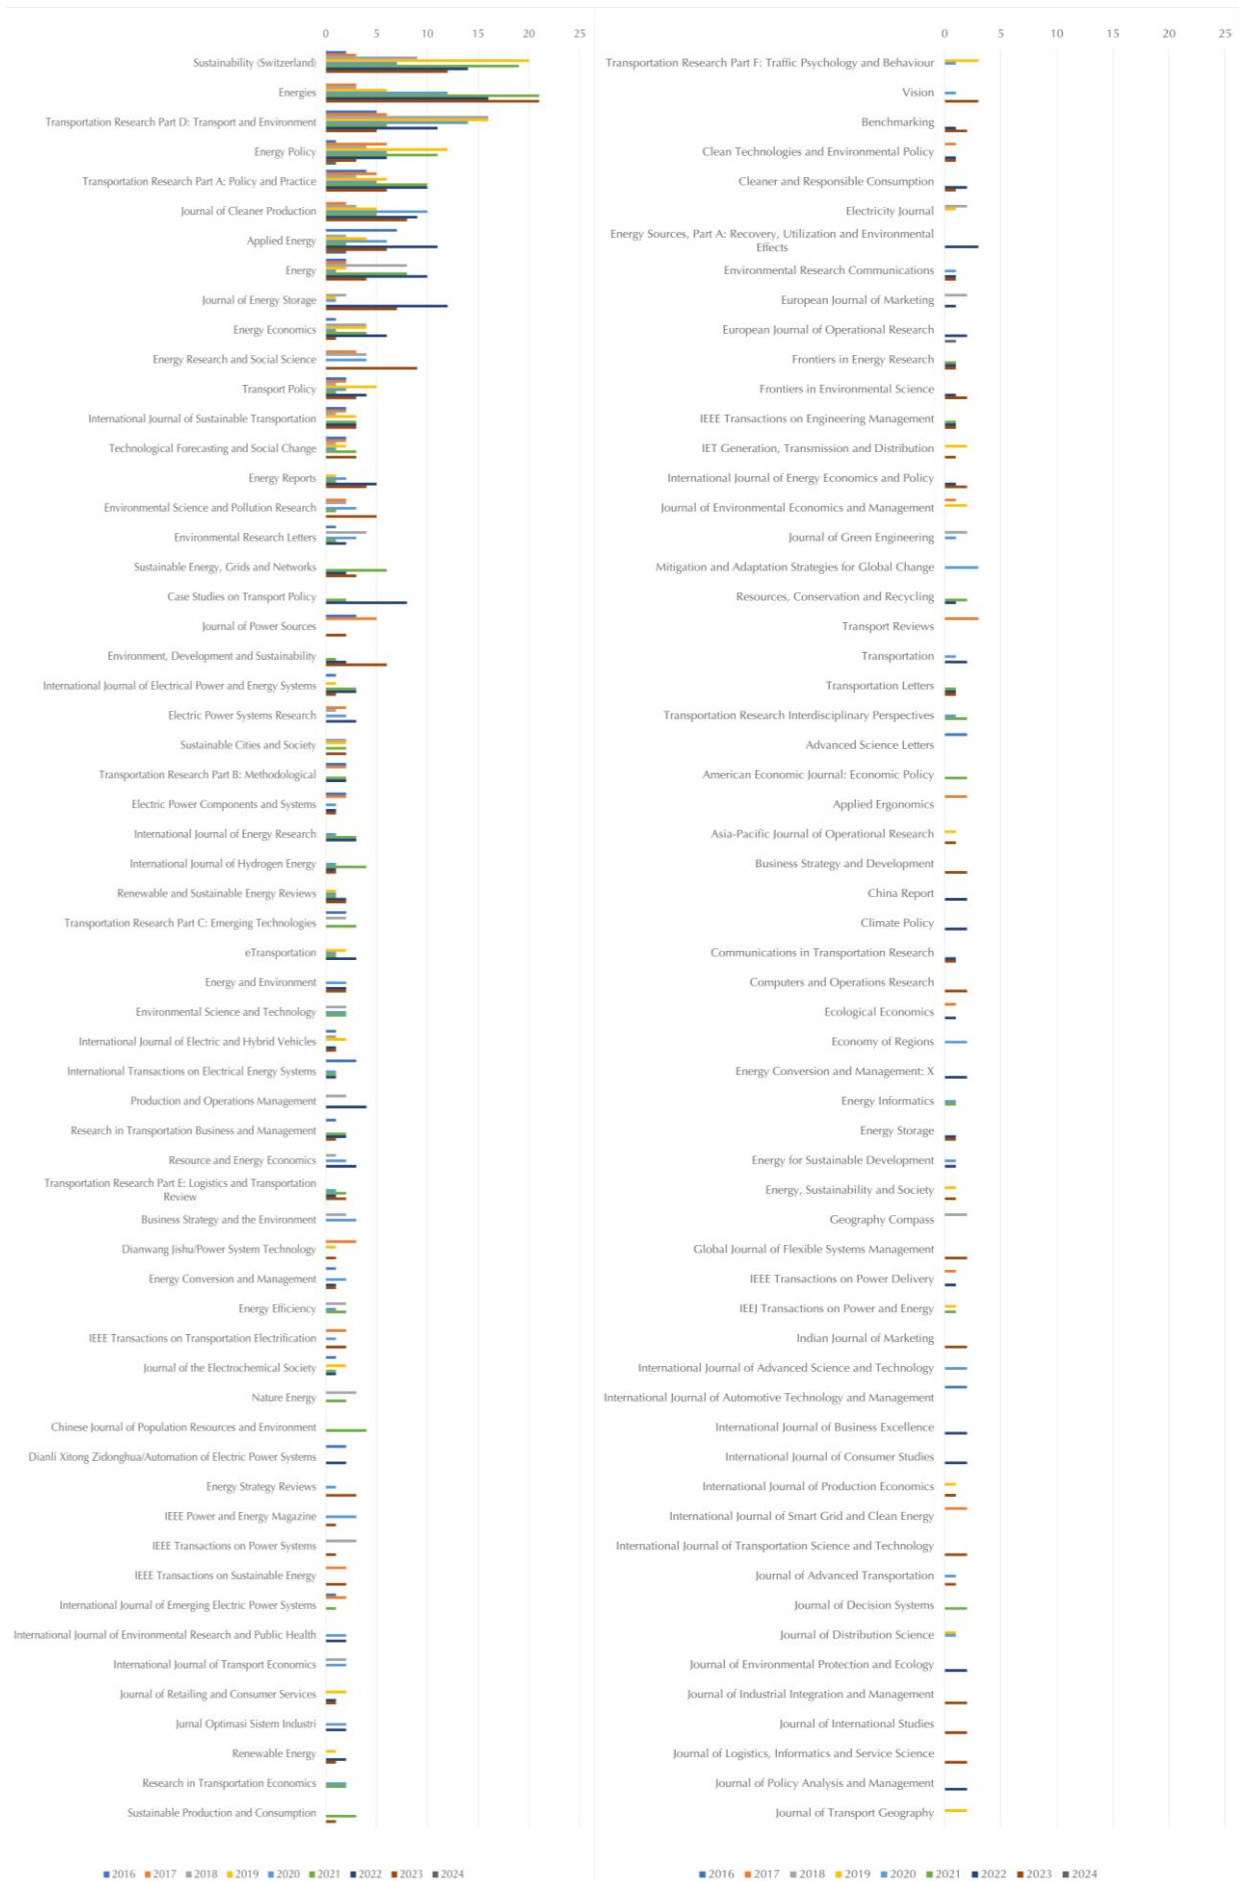 0 5 10 15 20 25
Sustainability (Switzerland)
Energies
Transportation Research Part D: Transport and Environment
Energy Policy
Transportation Research Part A: Policy and Practice
Journal of Cleaner Production
Applied Energy
Energy
Journal of Energy Storage
Energy Economics
Energy Research and Social Science
Transport Policy
International Journal of Sustainable Transportation
Technological Forecasting and Social Change
Energy Reports
Environmental Science and Pollution Research
Environmental Research Letters
Sustainable Energy, Grids and Networks
Case Studies on Transport Policy
Journal of Power Sources
Environment, Development and Sustainability
International Journal of Electrical Power and Energy Systems
Electric Power Systems Research
Sustainable Cities and Society
Transportation Research Part B: Methodological
Electric Power Components and Systems
International Journal of Energy Research
International Journal of Hydrogen Energy
Renewable and Sustainable Energy Reviews
Transportation Research Part C: Emerging Technologies
eTransportation
Energy and Environment
Environmental Science and Technology
International Journal of Electric and Hybrid Vehicles
International Transactions on Electrical Energy Systems
Production and Operations Management
Research in Transportation Business and Management
Resource and Energy Economics
Transportation Research Part E: Logistics and Transportation
Review
Business Strategy and the Environment
Dianwang Jishu/Power System Technology
Energy Conversion and Management
Energy Efficiency
IEEE Transactions on Transportation Electrification
Journal of the Electrochemical Society
Nature Energy
Chinese Journal of Population Resources and Environment
Dianli Xitong Zidonghua/Automation of Electric Power Systems
Energy Strategy Reviews
IEEE Power and Energy Magazine
IEEE Transactions on Power Systems
IEEE Transactions on Sustainable Energy
International Journal of Emerging Electric Power Systems
International Journal of Environmental Research and Public Health
International Journal of Transport Economics
Journal of Retailing and Consumer Services
Jurnal Optimasi Sistem Industri
Renewable Energy
Research in Transportation Economics
Sustainable Production and Consumption
2016 2017 2018 2019 2020 2021 2022 2023 2024
0 5 10 15 20 25
Transportation Research Part F: Traffic Psychology and Behaviour
Vision
Benchmarking
Clean Technologies and Environmental Policy
Cleaner and Responsible Consumption
Electricity Journal
Energy Sources, Part A: Recovery, Utilization and Environmental
Effects
Environmental Research Communications
European Journal of Marketing
European Journal of Operational Research
Frontiers in Energy Research
Frontiers in Environmental Science
IEEE Transactions on Engineering Management
IET Generation, Transmission and Distribution
International Journal of Energy Economics and Policy
Journal of Environmental Economics and Management
Journal of Green Engineering
Mitigation and Adaptation Strategies for Global Change
Resources, Conservation and Recycling
Transport Reviews
Transportation
Transportation Letters
Transportation Research Interdisciplinary Perspectives
Advanced Science Letters
American Economic Journal: Economic Policy
Applied Ergonomics
Asia-Pacific Journal of Operational Research
Business Strategy and Development
China Report
Climate Policy
Communications in Transportation Research
Computers and Operations Research
Ecological Economics
Economy of Regions
Energy Conversion and Management: X
Energy Informatics
Energy Storage
Energy for Sustainable Development
Energy, Sustainability and Society
Geography Compass
Global Journal of Flexible Systems Management
IEEE Transactions on Power Delivery
IEEJ Transactions on Power and Energy
Indian Journal of Marketing
International Journal of Advanced Science and Technology
International Journal of Automotive Technology and Management
International Journal of Business Excellence
International Journal of Consumer Studies
International Journal of Production Economics
International Journal of Smart Grid and Clean Energy
International Journal of Transportation Science and Technology
Journal of Advanced Transportation
Journal of Decision Systems
Journal of Distribution Science
Journal of Environmental Protection and Ecology
Journal of Industrial Integration and Management
Journal of International Studies
Journal of Logistics, Informatics and Service Science
Journal of Policy Analysis and Management
Journal of Transport Geography
2016 2017 2018 2019 2020 2021 2022 2023 2024